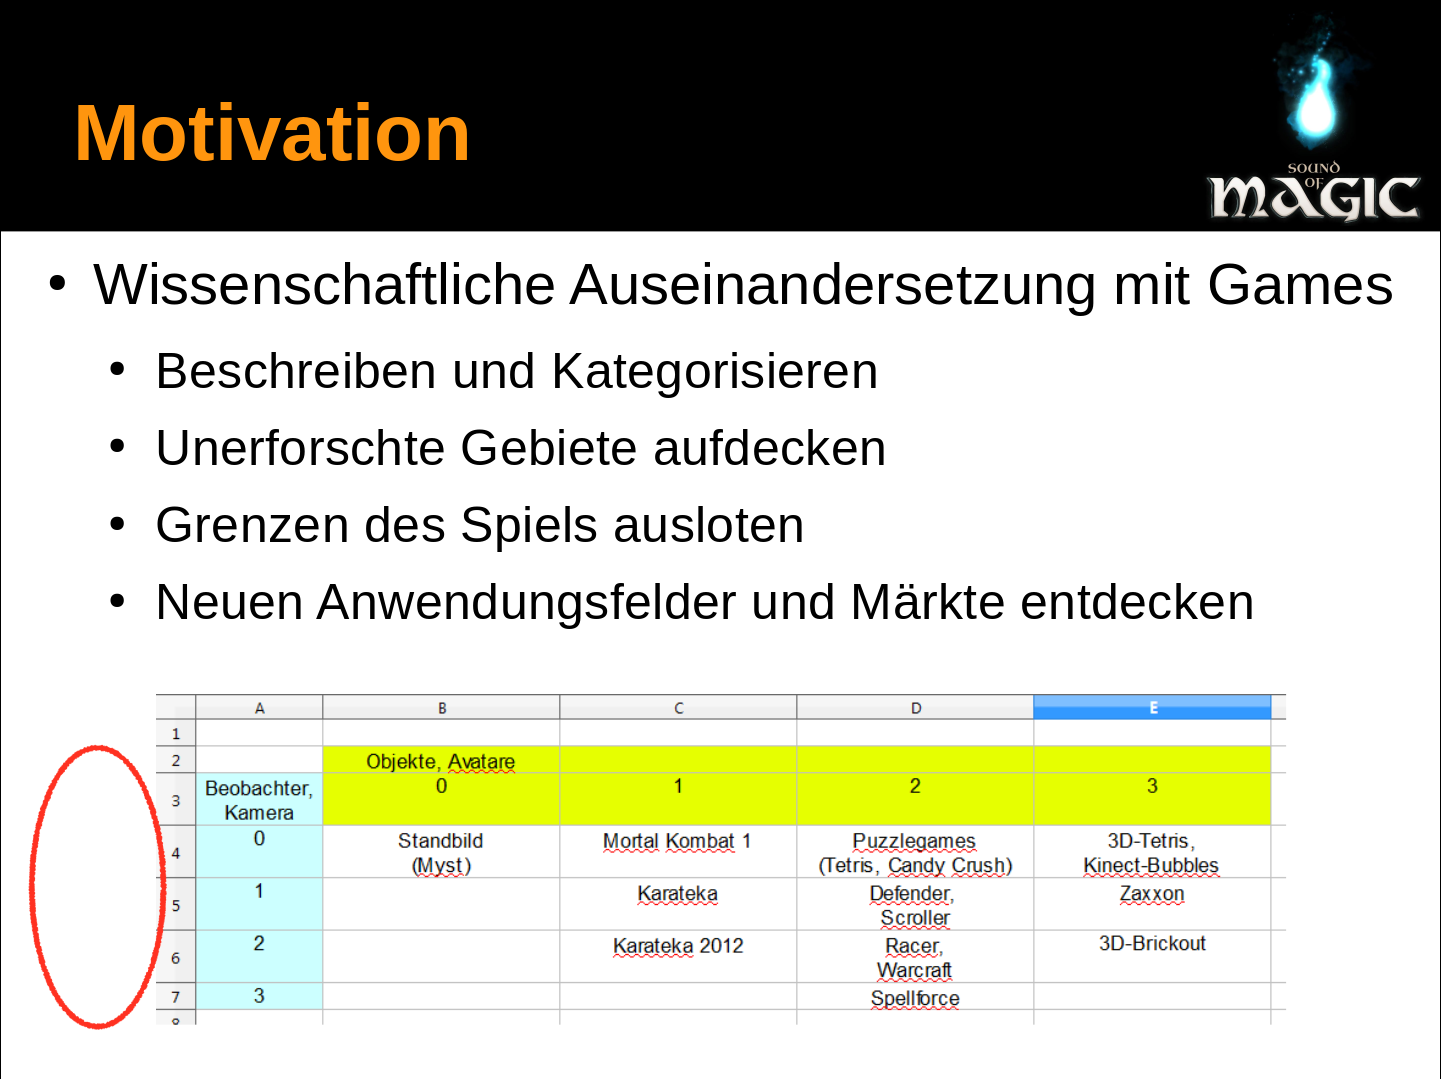 Motivation
SOUND
OF
MAGIC
• Wissenschaftliche Auseinandersetzung mit Games
• Beschreiben und Kategorisieren
• Unerforschte Gebiete aufdecken
• Grenzen des Spiels ausloten
• Neuen Anwendungsfelder und Märkte entdecken
A B C D E
1
2 Objekte, Avatare
3 Beobachter, 0 1 2 3
Kamera
4 0 Standbild Mortal Kombat 1 Puzzlegames 3D-Tetris,
(Myst) (Tetris, Candy Crush) Kinect-Bubbles
5 1 Karateka Defender, Zaxxon
Scroller
6 2 Karateka 2012 Racer, 3D-Brickout
Warcraft
7 3 Spellforce
8